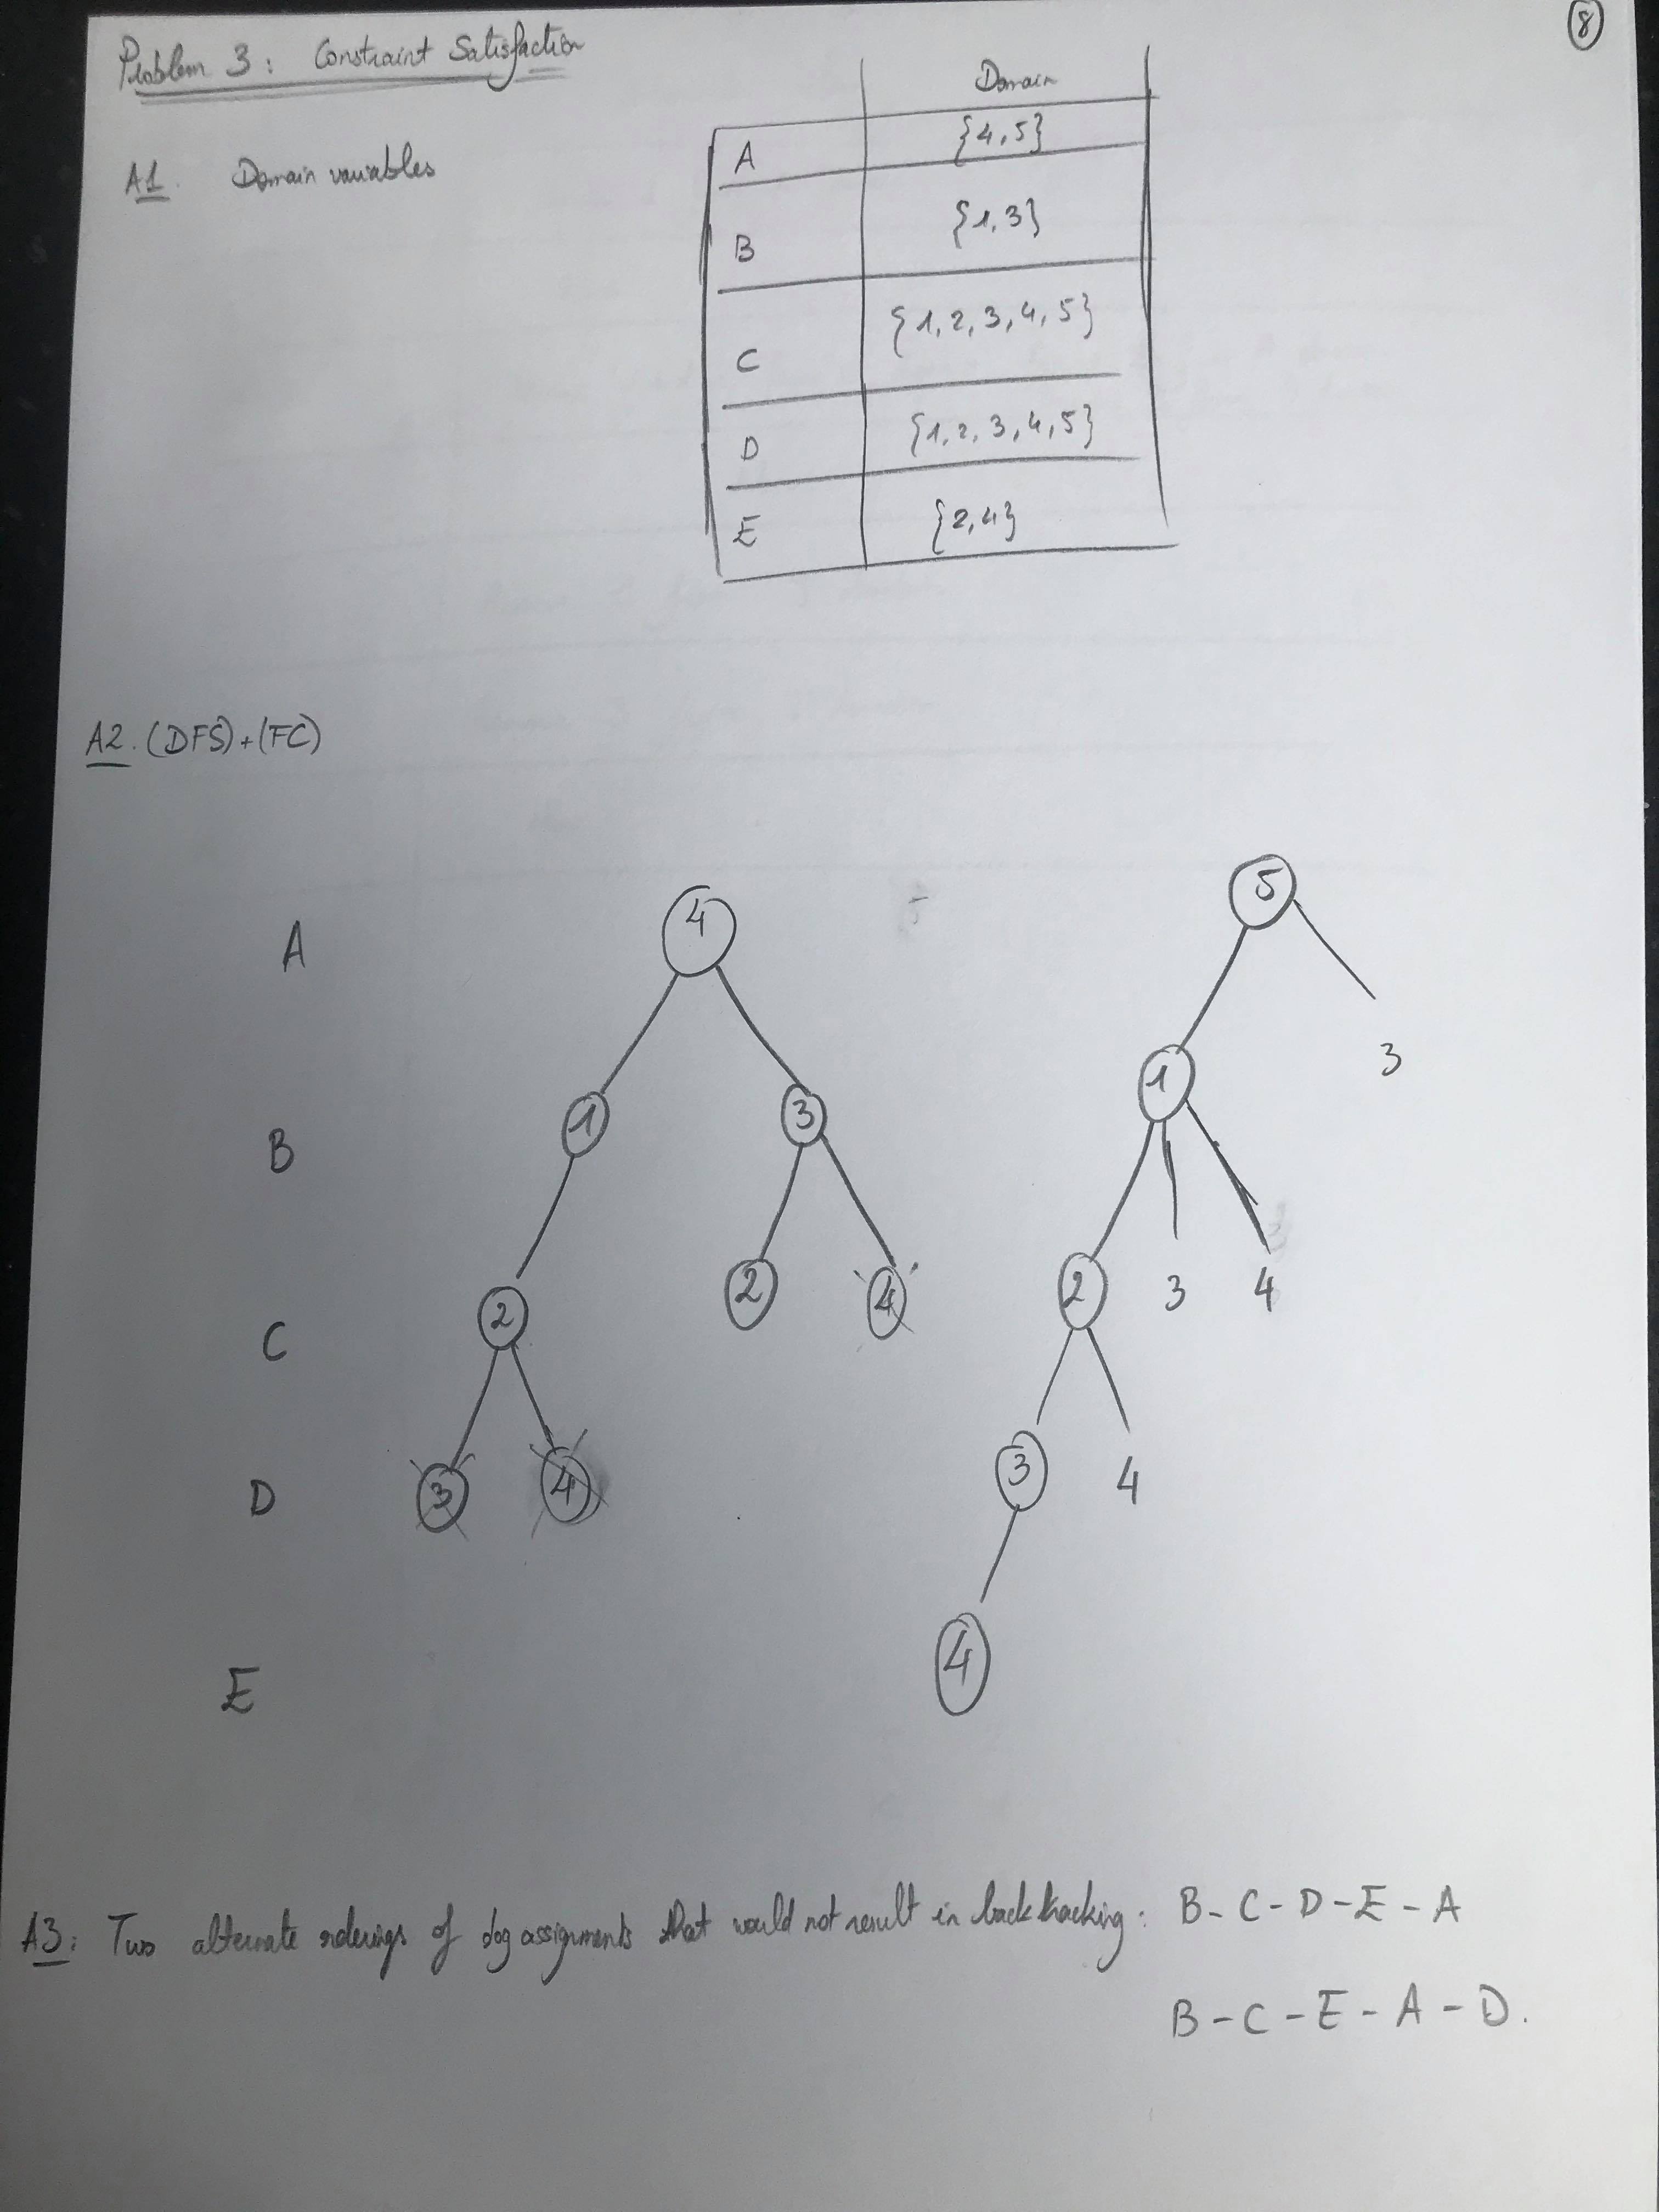 8
Problem 3: Constraint Satisfaction
A1. Domain variables
Domain
A {4,5}
B {1,3}
C {1,2,3,4,5}
D {1,2,3,4,5}
E {2,4}
A2. (DFS)+(FC)
A 4 5
B 1 3 1 3
C 2 2 4 2 3 4
D 3 4 3 4
E 4
A3: Two alternate orderings of dog assignments that would not result in backtracking: B-C-D-E-A
B-C-E-A-D.